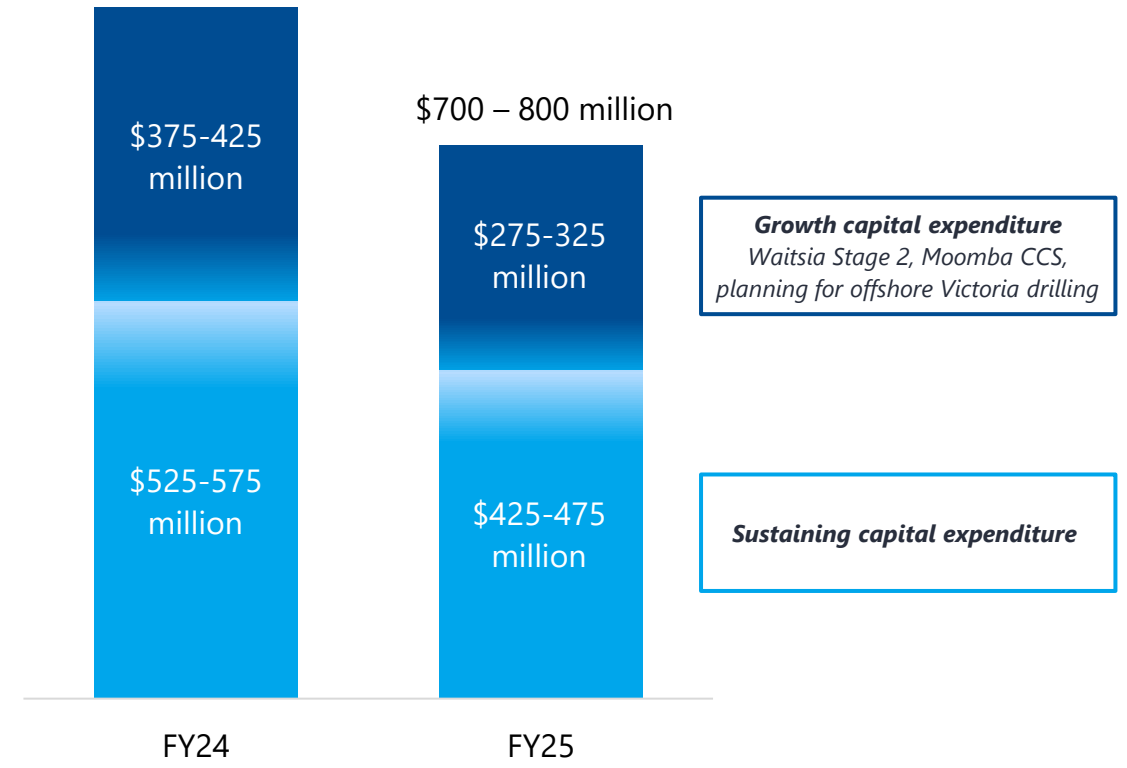 $375-425
million
$525-575
million
FY24
$700 – 800 million
$275-325
million
$425-475
million
FY25
Growth capital expenditure
Waitsia Stage 2, Moomba CCS,
planning for offshore Victoria drilling
Sustaining capital expenditure